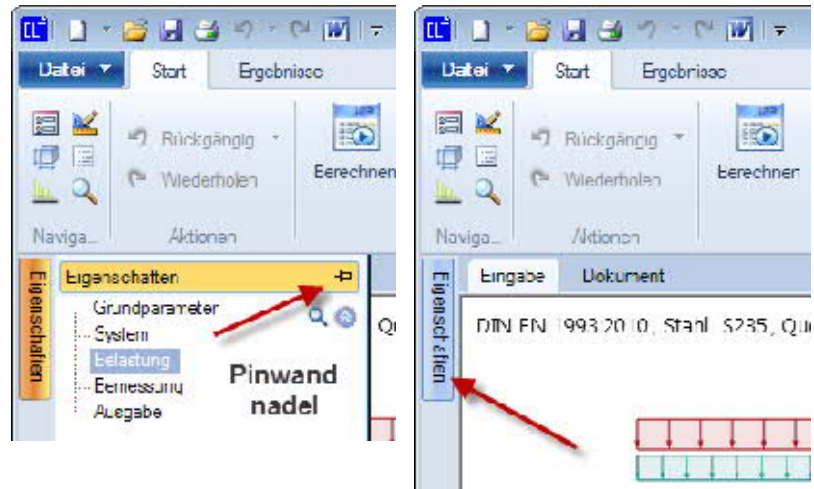 Datei Start Ergebnisse
Rückgängig
Wiederholen
Berechnen
Naviga... Aktionen
Eigenschaften
Eigenschaften
Grundparameter
System
Belastung
Bemessung
Ausgabe
Pinwand
nadel
Datei Start Ergebnisse
Rückgängig
Wiederholen
Berechnen
Naviga... Aktionen
Eigenschaften
Eingabe Dokument
DIN EN 1993:2010, Stahl S235, Qu